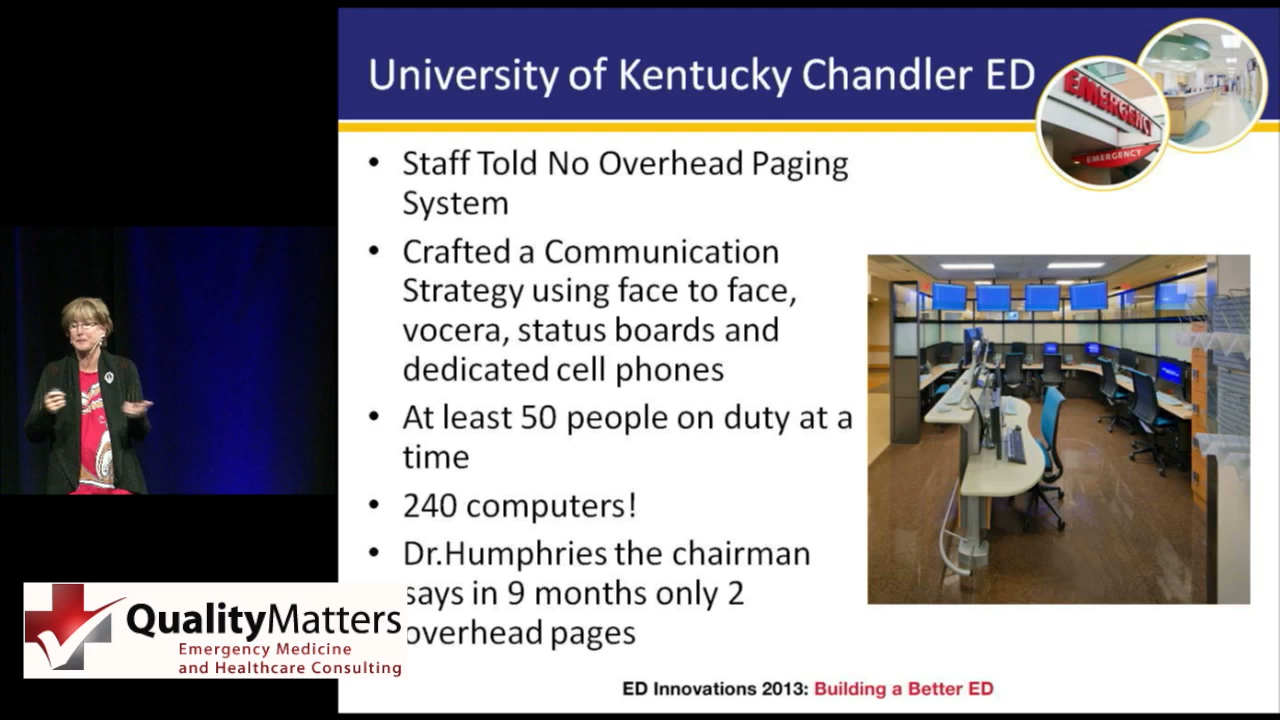 University of Kentucky Chandler ED
EMERGENC
EMERGENCY
• Staff Told No Overhead Paging
System
• Crafted a Communication
Strategy using face to face,
vocera, status boards and
dedicated cell phones
• At least 50 people on duty at a
time
• 240 computers!
• Dr.Humphries the chairman
says in 9 months only 2
overhead pages
QualityMatters
Emergency Medicine
and Healthcare Consulting
ED Innovations 2013: Building a Better ED